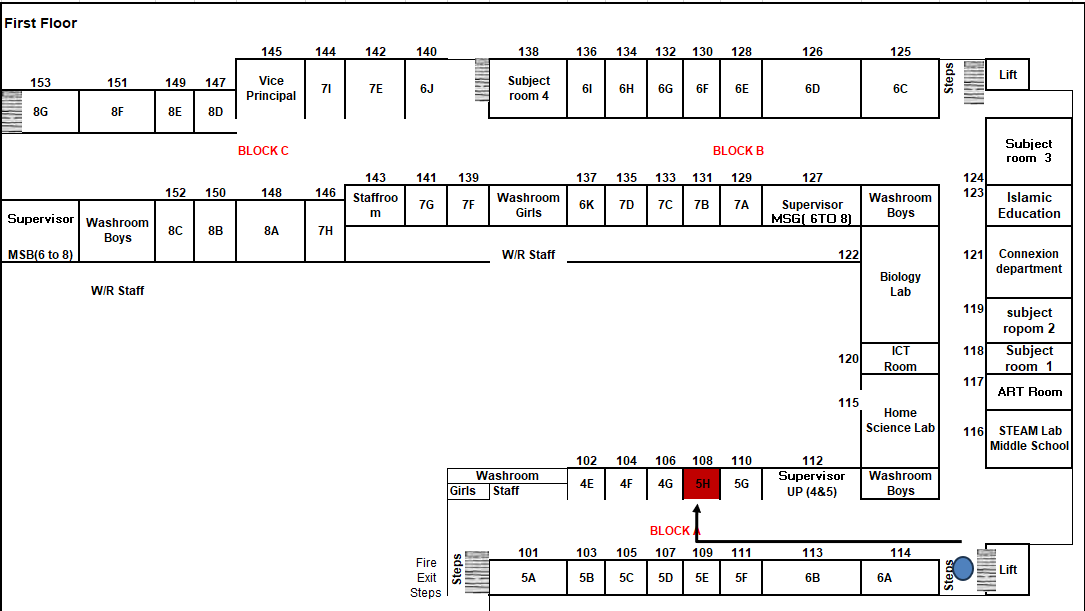 First Floor
145 144 142 140 138 136 134 132 130 128 126 125
153 151 149 147
Vice
Principal
7I 7E 6J
Subject
room 4
6I 6H 6G 6F 6E 6D 6C
Steps
Lift
8G 8F 8E 8D
BLOCK C
BLOCK B
Subject
room 3
124
152 150 148 146 143 141 139 137 135 133 131 129 127
123
Supervisor
MSB(6 to 8)
Washroom
Boys
8C 8B 8A 7H
Staffroo
m
7G 7F
Washroom
Girls
6K 7D 7C 7B 7A
Supervisor
MSG( 6TO 8)
Washroom
Boys
Islamic
Education
W/R Staff
122
121
Connexion
department
W/R Staff
Biology
Lab
119
subject
ropom 2
120
ICT
Room
118
Subject
room 1
117
ART Room
115
Home
Science Lab
116
STEAM Lab
Middle School
102 104 106 108 110 112
Washroom
Girls Staff
4E 4F 4G 5H 5G
Supervisor
UP (4&5)
Washroom
Boys
BLOCK A
101 103 105 107 109 111 113 114
Fire
Exit
Steps
Steps
5A 5B 5C 5D 5E 5F 6B 6A
Steps
Lift